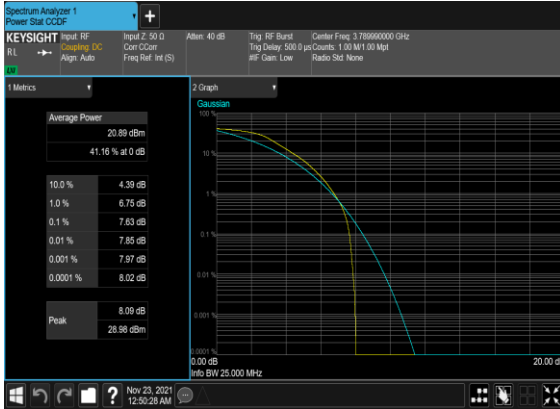 Spectrum Analyzer 1
Power Stat CCDF
+
KEYSIGHT
RL
LXI
Input: RF
Coupling: DC
Align: Auto
Input Z: 50 Ω
Corr CCorr
Freq Ref: Int (S)
Atten: 40 dB
Trig: RF Burst
Trig Delay: 500.0 µs
#IF Gain: Low
Center Freq: 3.789990000 GHz
Counts: 1.00 M/1.00 Mpt
Radio Std: None
1 Metrics
Average Power
20.89 dBm
41.16 % at 0 dB
10.0 % 4.39 dB
1.0 % 6.75 dB
0.1 % 7.63 dB
0.01 % 7.85 dB
0.001 % 7.97 dB
0.0001 % 8.02 dB
Peak
8.09 dB
28.98 dBm
2 Graph
Gaussian
100 %
10 %
1 %
0.1 %
0.01 %
0.001 %
0.0001 %
0.00 dB
20.00 d
Info BW 25.000 MHz
?
Nov 23, 2021
12:50:28 AM